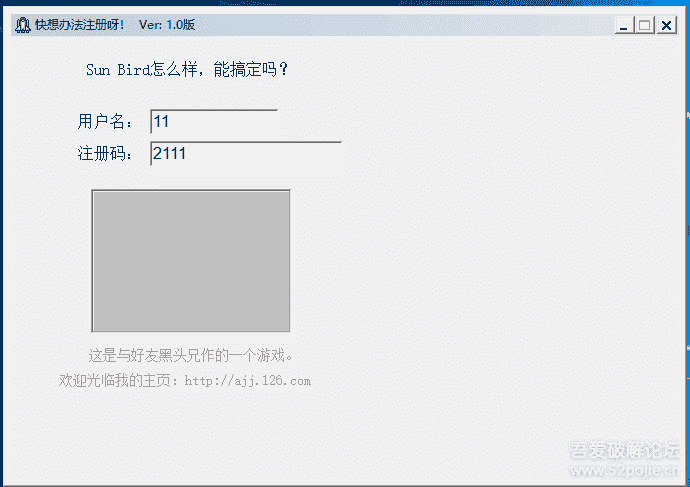 快想办法注册呀! Ver: 1.0版
Sun Bird怎么样，能搞定吗？
用户名： 11
注册码： 2111
这是与好友黑头兄作的一个游戏。
欢迎光临我的主页：http://ajj.126.com
吾爱破解论坛
www.52pojie.cn